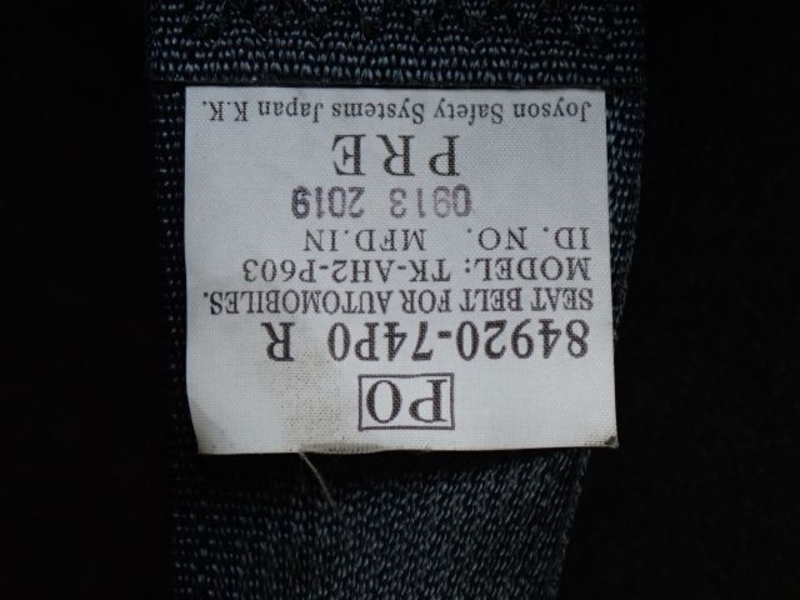 PO
84920-74P0 R
SEAT BELT FOR AUTOMOBILES.
MODEL: TK-AH2-P603
ID. NO. MFD.IN
0913 2019
PRE
Joyson Safety Systems Japan K.K.